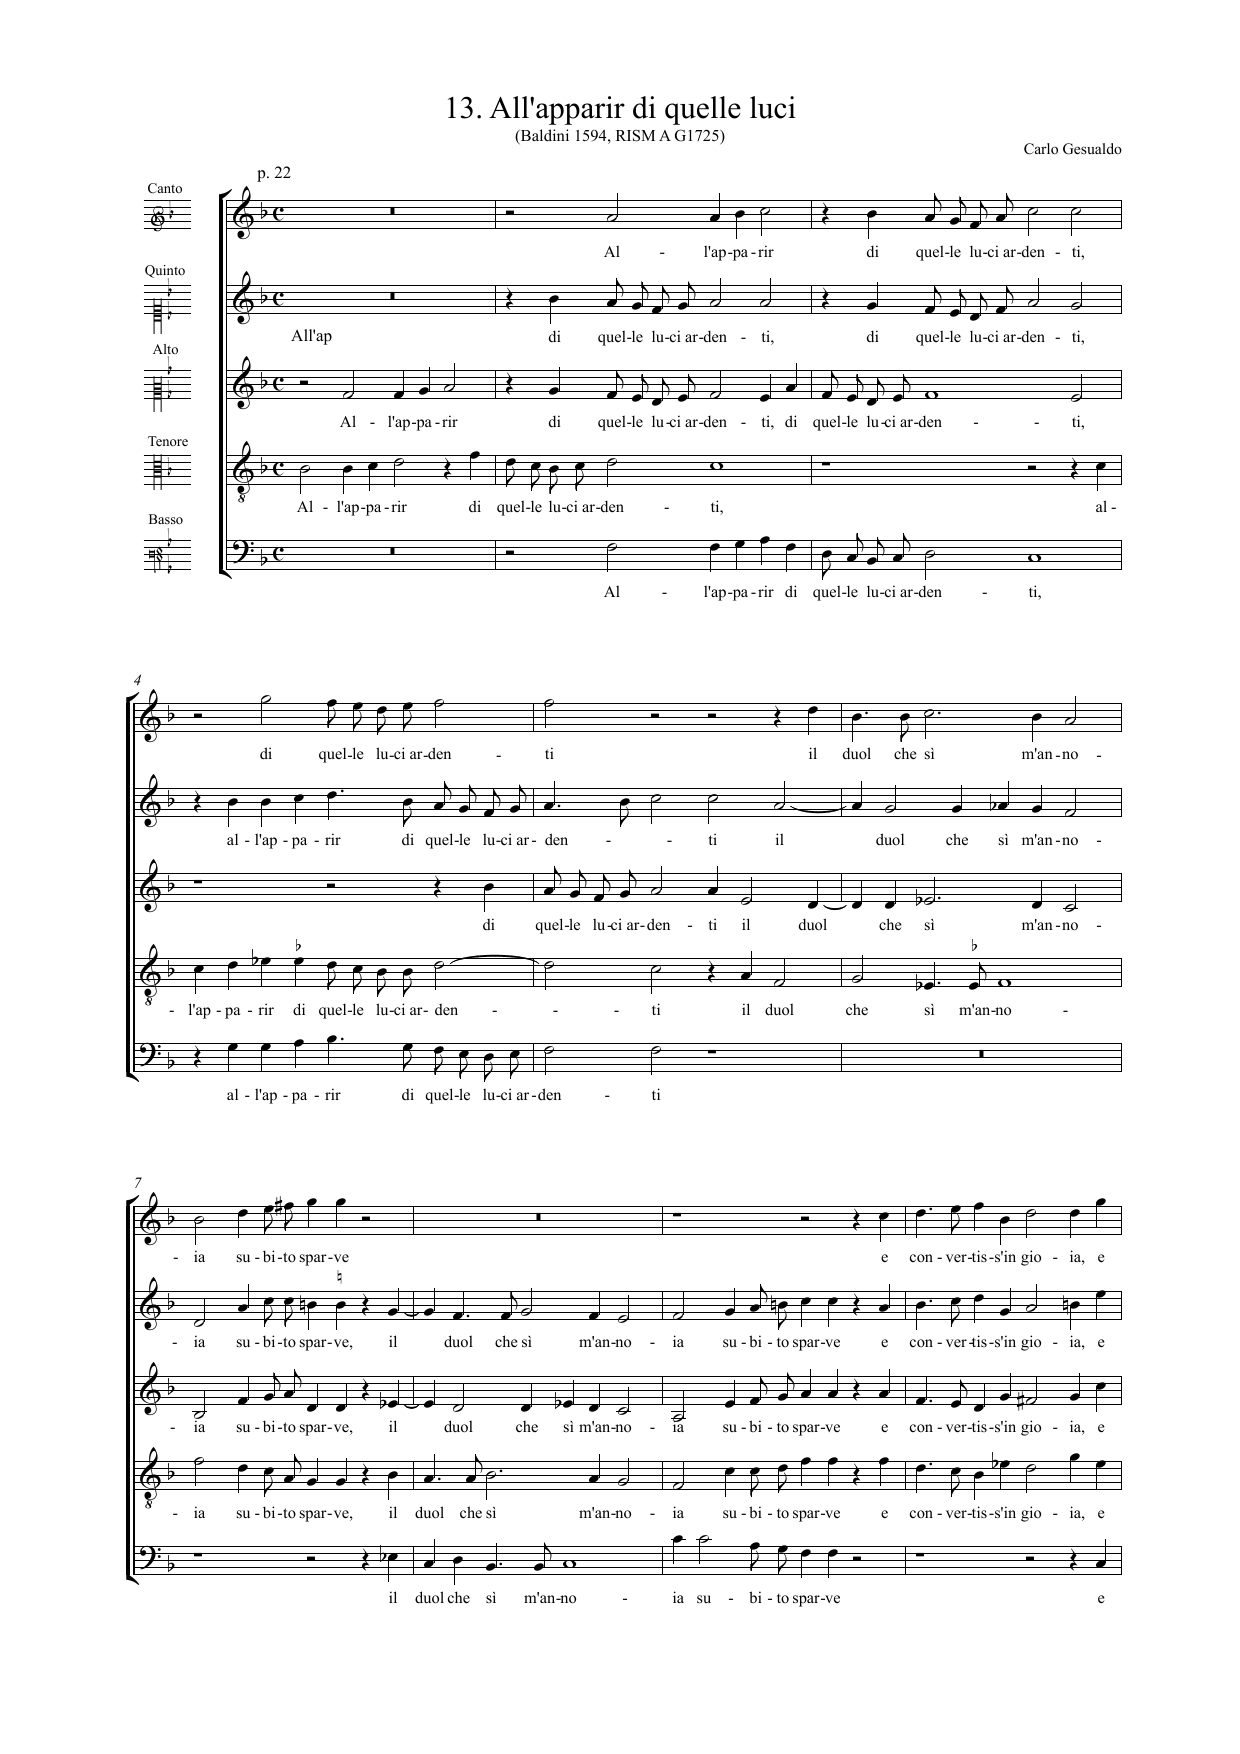 13. All'apparir di quelle luci
(Baldini 1594, RISM A G1725)
Carlo Gesualdo
p. 22
Canto
Al - l'ap-pa-rir di quel-le lu-ci ar-den - ti,
Quinto
All'ap di quel-le lu-ci ar-den - ti, di quel-le lu-ci ar-den - ti,
Alto
Al - l'ap-pa-rir di quel-le lu-ci ar-den - ti, di quel-le lu-ci ar-den - - ti,
Tenore
8
Al - l'ap-pa-rir di quel-le lu-ci ar-den - ti, al-
Basso
Al - l'ap-pa-rir di quel-le lu-ci ar-den - ti,
4
di quel-le lu-ci ar-den - ti il duol che sì m'an-no -
al - l'ap - pa - rir di quel-le lu-ci ar- den - - ti il duol che sì m'an-no -
di quel-le lu-ci ar-den - ti il duol che sì m'an-no -
8
- l'ap - pa - rir di quel-le lu-ci ar- den - - ti il duol che sì m'an-no -
al - l'ap - pa - rir di quel-le lu-ci ar-den - ti
7
- ia su - bi-to spar-ve e con - ver-tis-s'in gio - ia, e
- ia su - bi-to spar-ve, il duol che sì m'an-no - ia su - bi - to spar-ve e con - ver-tis-s'in gio - ia, e
- ia su - bi-to spar-ve, il duol che sì m'an-no - ia su - bi - to spar-ve e con - ver-tis-s'in gio - ia, e
8
- ia su - bi-to spar-ve, il duol che sì m'an-no - ia su - bi - to spar-ve e con - ver-tis-s'in gio - ia, e
il duol che sì m'an-no - ia su - bi - to spar-ve e